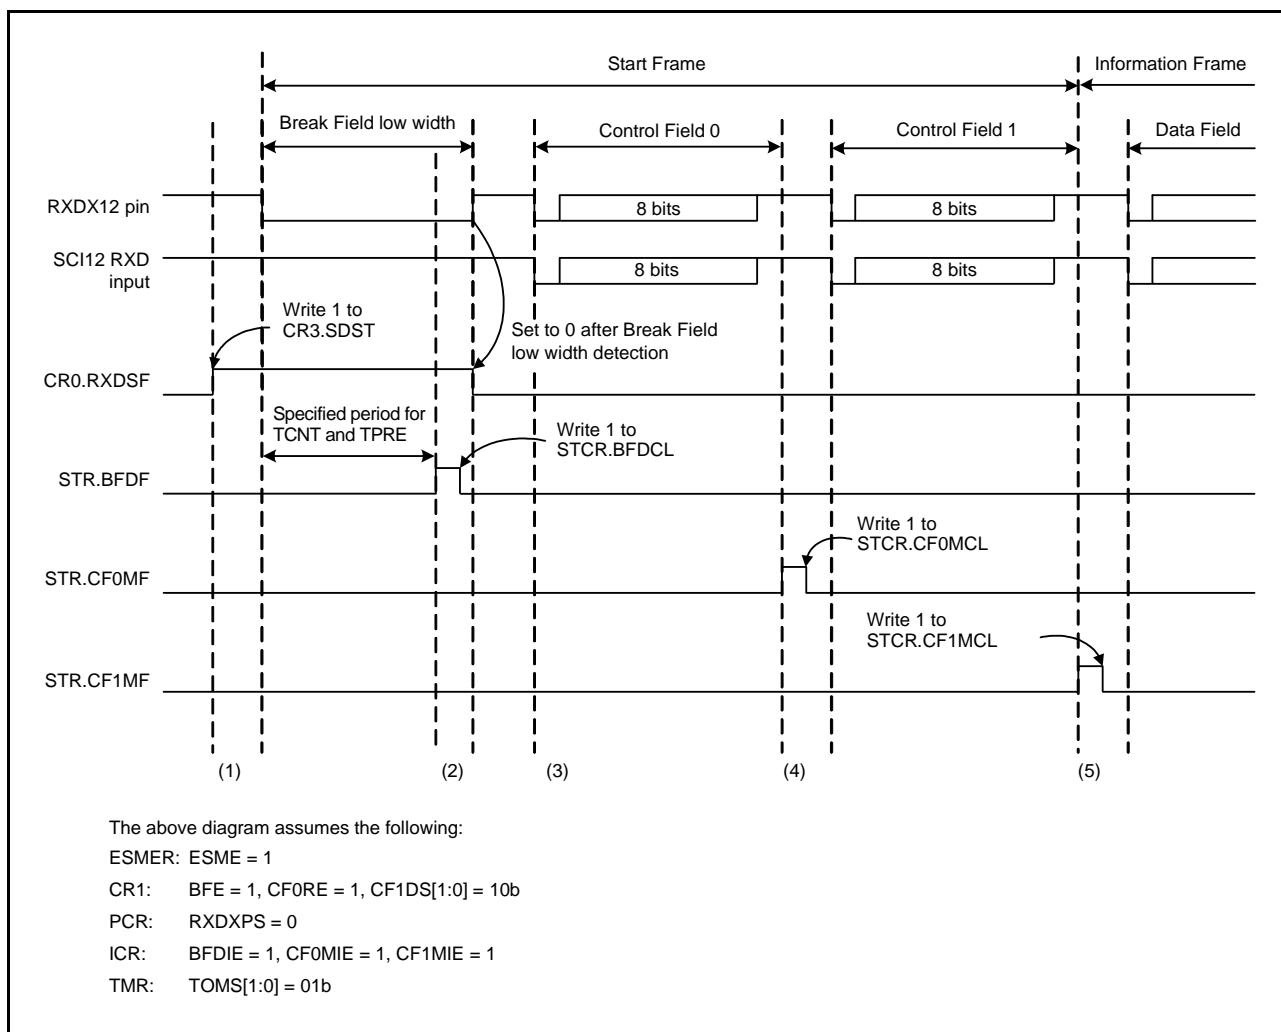 Start Frame
Information Frame
Break Field low width
Control Field 0
Control Field 1
Data Field
RXDX12 pin
8 bits
8 bits
SCI12 RXD
input
8 bits
8 bits
Write 1 to
CR3.SDST
Set to 0 after Break Field
low width detection
CR0.RXDSF
Specified period for
TCNT and TPRE
Write 1 to
STCR.BFDCL
STR.BFDF
Write 1 to
STCR.CF0MCL
STR.CF0MF
Write 1 to
STCR.CF1MCL
STR.CF1MF
(1)
(2)
(3)
(4)
(5)
The above diagram assumes the following:
ESMER: ESME = 1
CR1: BFE = 1, CF0RE = 1, CF1DS[1:0] = 10b
PCR: RXDXPS = 0
ICR: BFDIE = 1, CF0MIE = 1, CF1MIE = 1
TMR: TOMS[1:0] = 01b